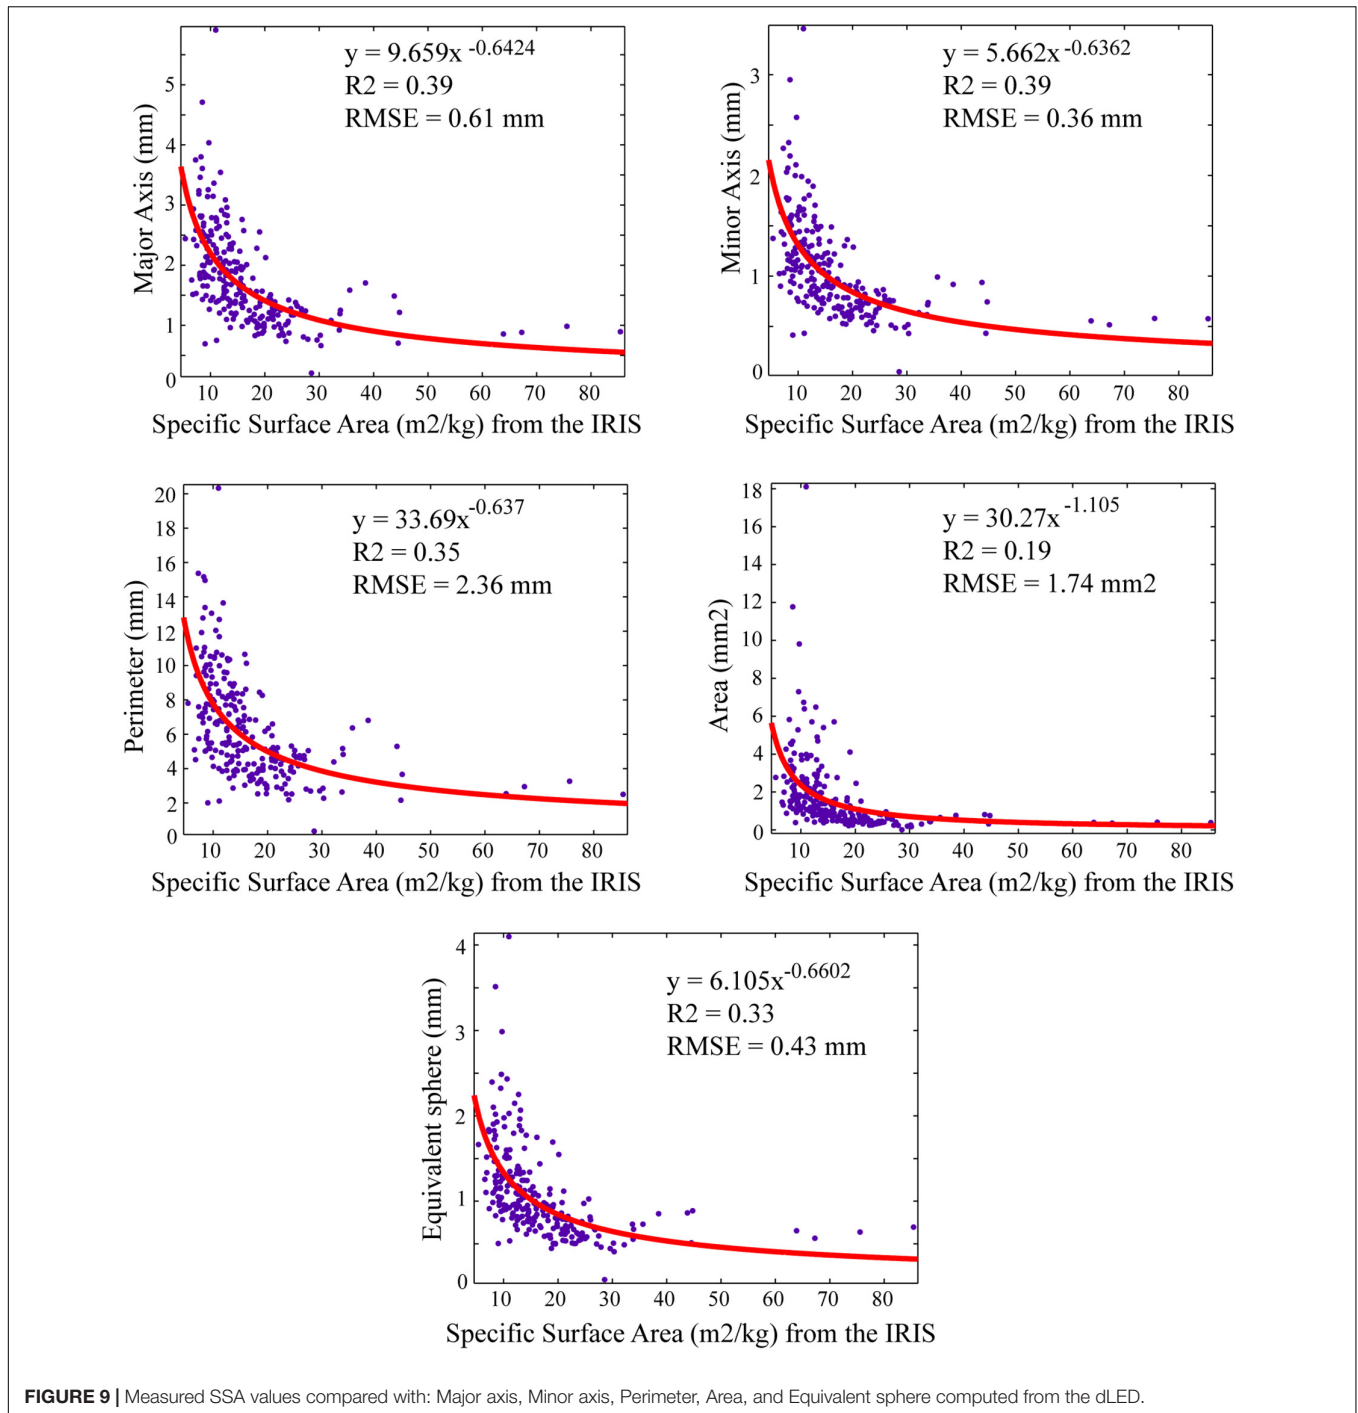 y = 9.659x -0.6424
R2 = 0.39
RMSE = 0.61 mm
Major Axis (mm)
5
4
3
2
1
0
10 20 30 40 50 60 70 80
Specific Surface Area (m2/kg) from the IRIS
y = 5.662x -0.6362
R2 = 0.39
RMSE = 0.36 mm
Minor Axis (mm)
3
2
1
0
10 20 30 40 50 60 70 80
Specific Surface Area (m2/kg) from the IRIS
y = 33.69x -0.637
R2 = 0.35
RMSE = 2.36 mm
Perimeter (mm)
20
18
16
14
12
10
8
6
4
2
0
10 20 30 40 50 60 70 80
Specific Surface Area (m2/kg) from the IRIS
y = 30.27x -1.105
R2 = 0.19
RMSE = 1.74 mm2
Area (mm2)
18
16
14
12
10
8
6
4
2
0
10 20 30 40 50 60 70 80
Specific Surface Area (m2/kg) from the IRIS
y = 6.105x -0.6602
R2 = 0.33
RMSE = 0.43 mm
Equivalent sphere (mm)
4
3
2
1
0
10 20 30 40 50 60 70 80
Specific Surface Area (m2/kg) from the IRIS
FIGURE 9 | Measured SSA values compared with: Major axis, Minor axis, Perimeter, Area, and Equivalent sphere computed from the dLED.